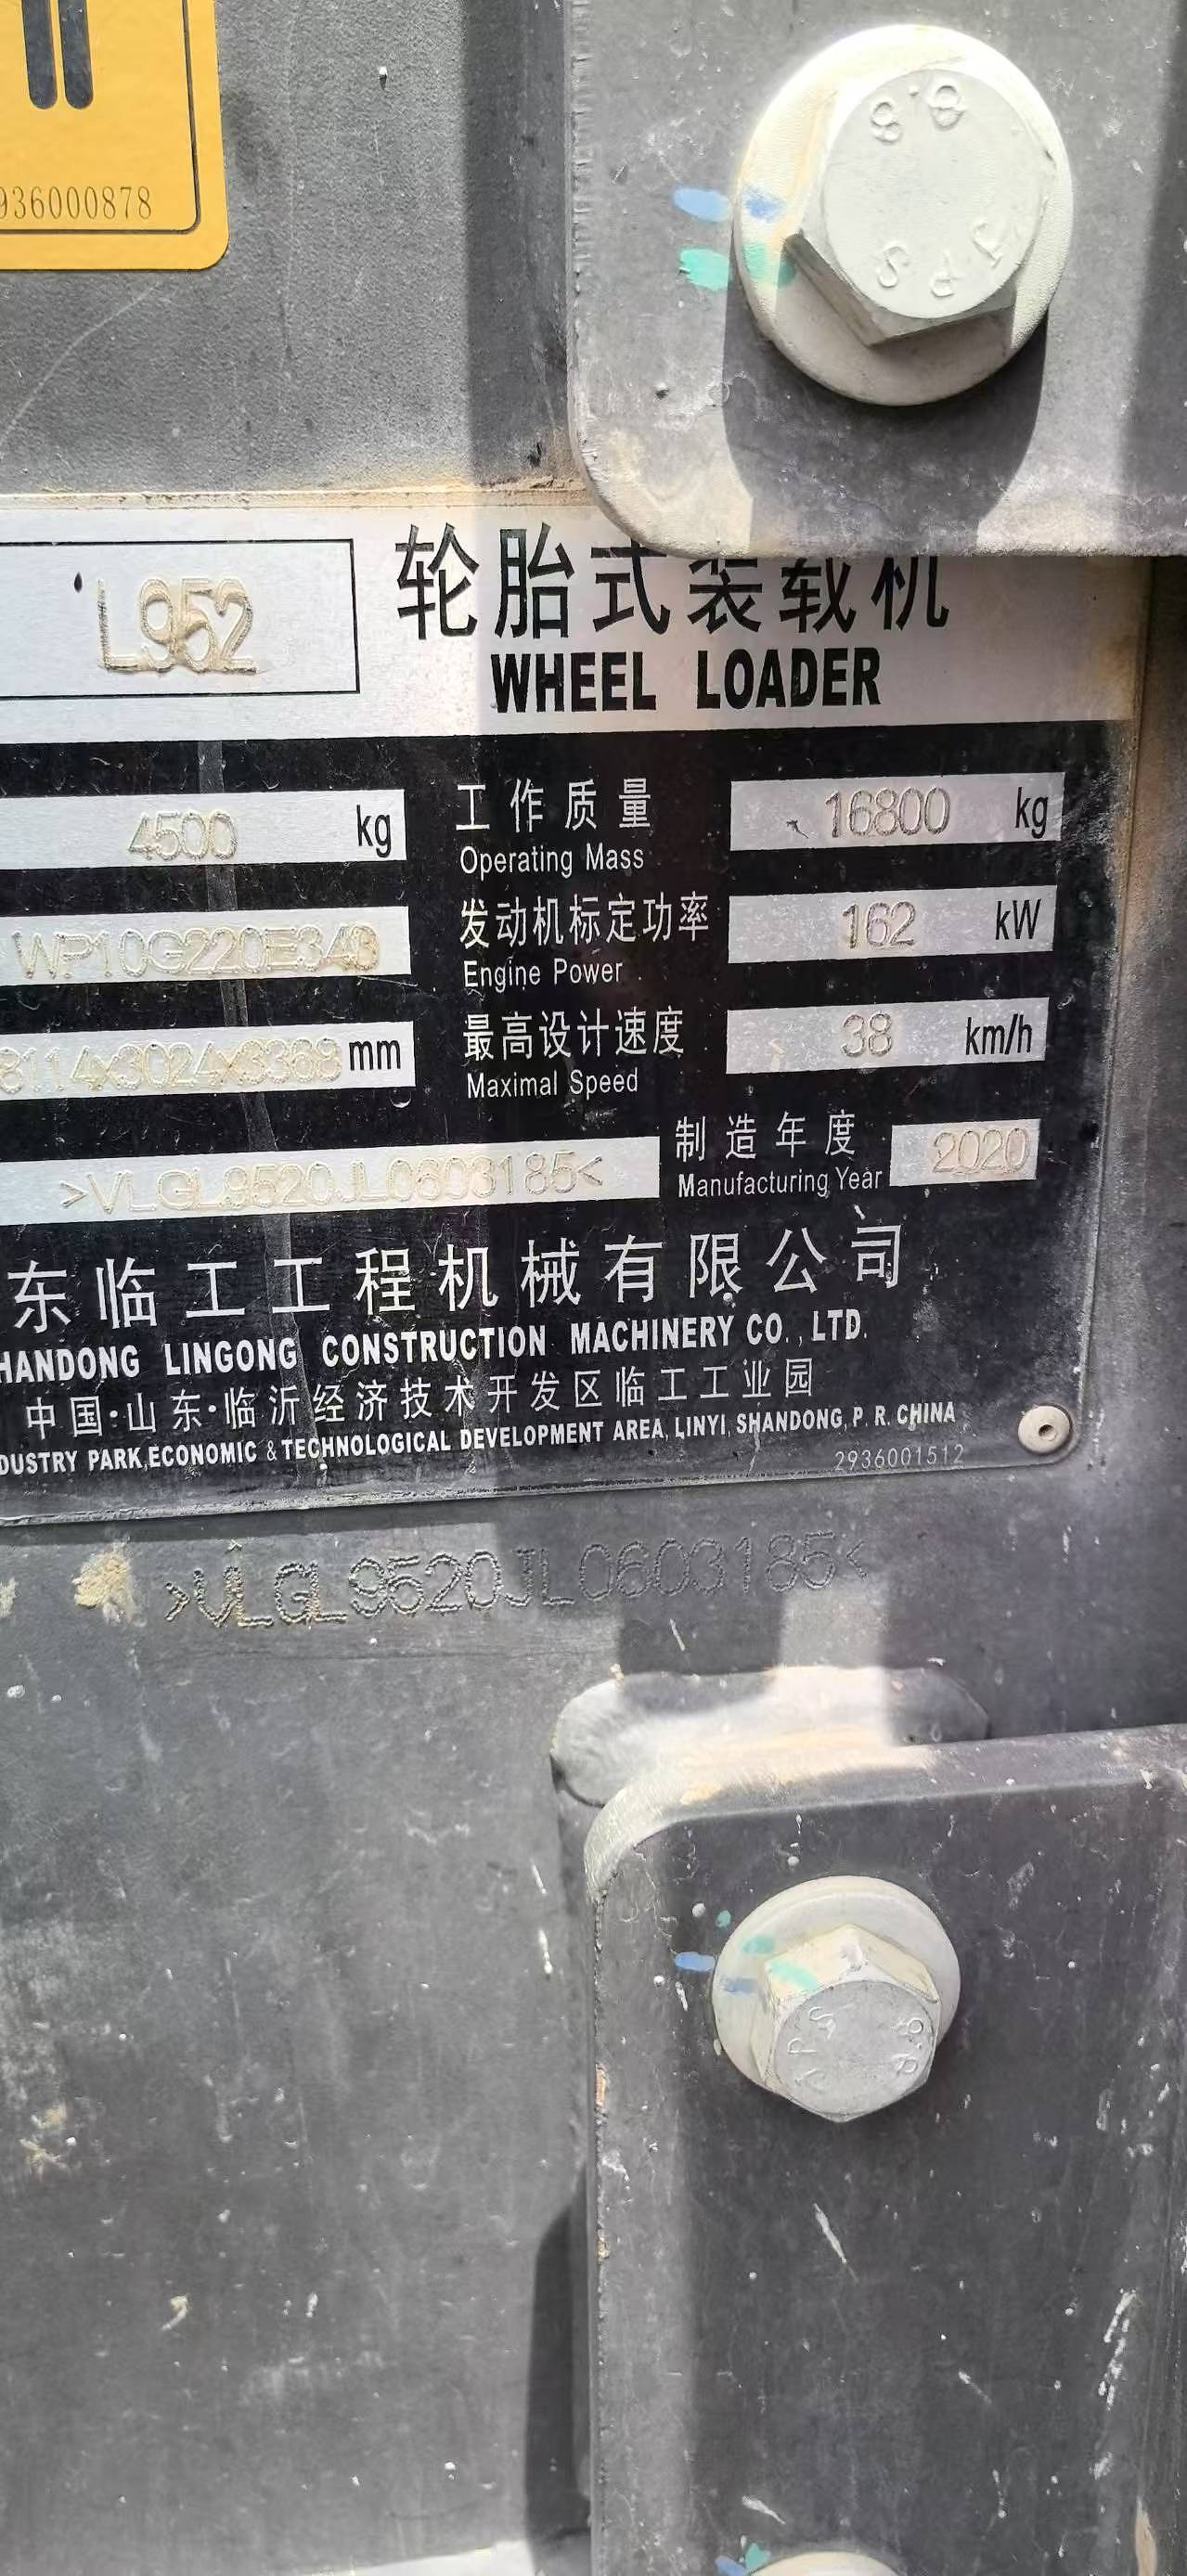 936000878
8.8
TPS
L952
轮胎式装载机
WHEEL LOADER
4500 kg
工作质量 16800 kg
Operating Mass
WP10G220E343
发动机标定功率 162 kW
Engine Power
8114x3024x3368 mm
最高设计速度 38 km/h
Maximal Speed
>VLGL9520JL0603185<
制造年度 2020
Manufacturing Year
东临工工程机械有限公司
HANDONG LINGONG CONSTRUCTION MACHINERY CO., LTD.
中国·山东·临沂经济技术开发区临工工业园
DUSTRY PARK,ECONOMIC & TECHNOLOGICAL DEVELOPMENT AREA, LINYI, SHANDONG, P. R. CHINA
2936001512
>VLGL9520JL0603185<
8.8